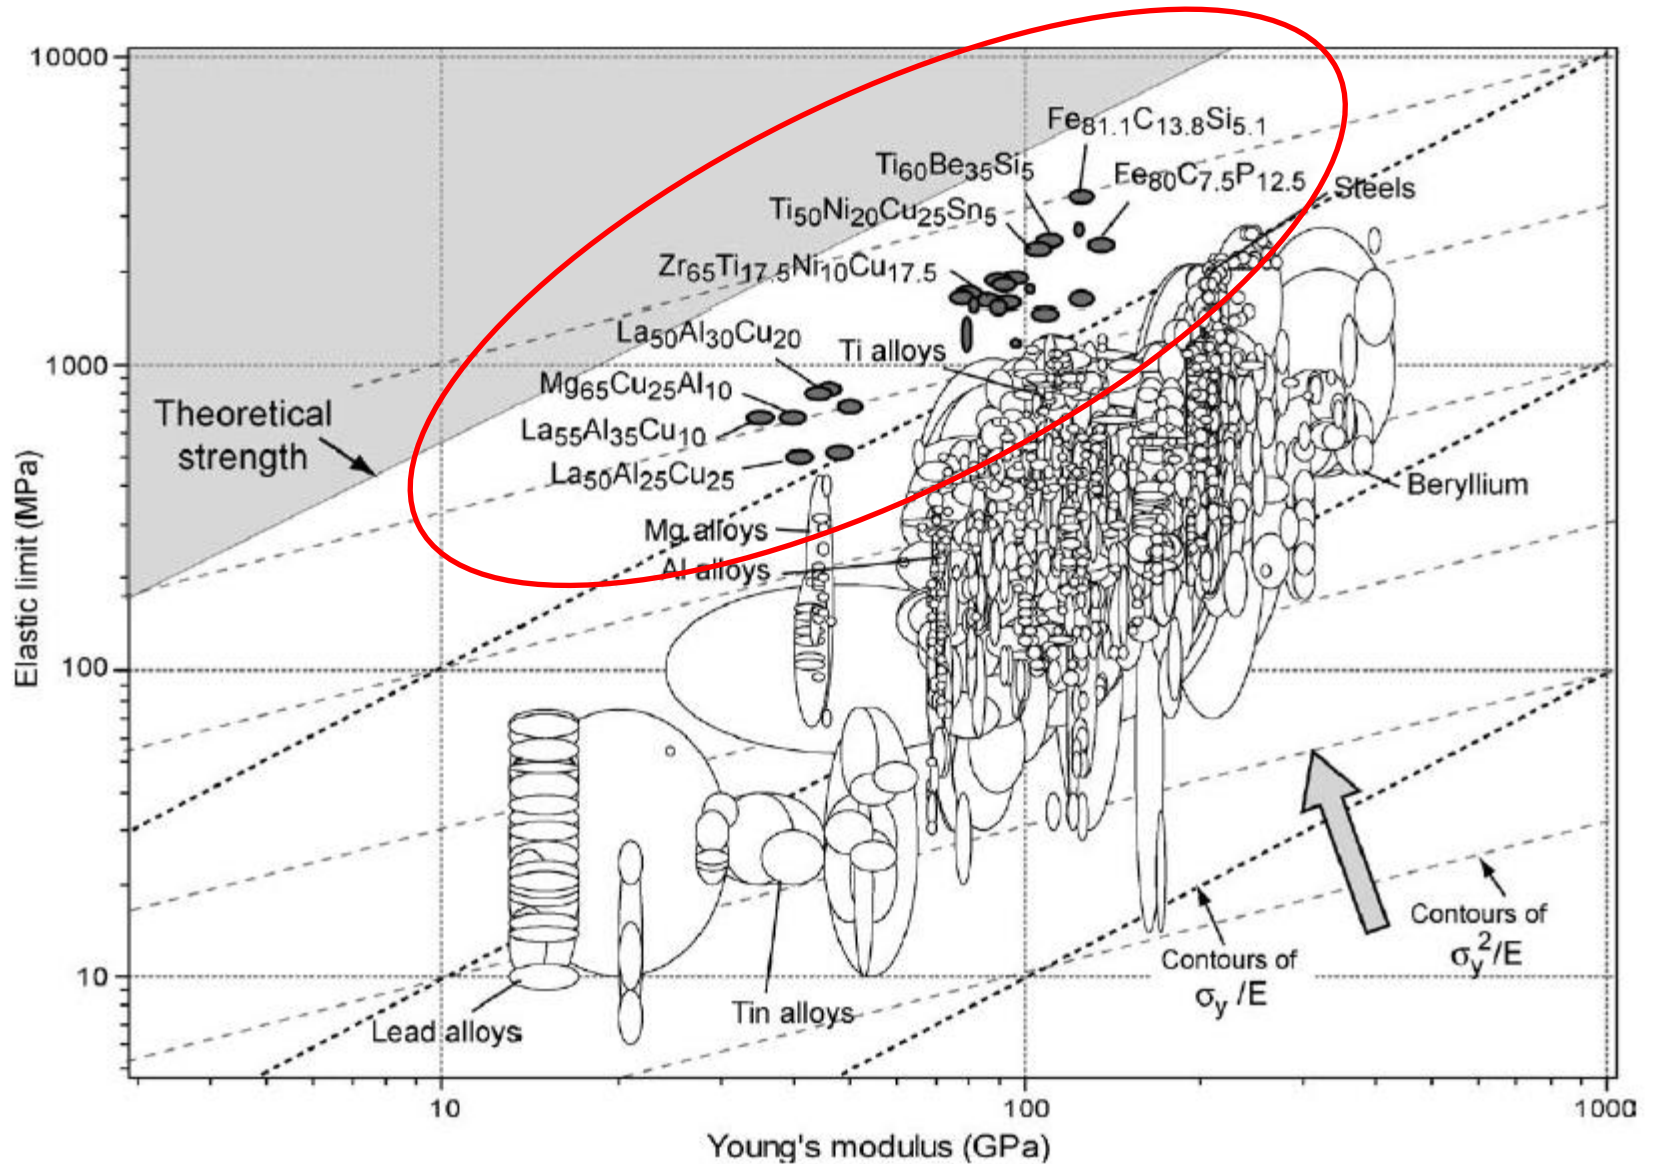 10000
1000
100
10
Elastic limit (MPa)
Theoretical
strength
Fe81.1C13.8Si5.1
Ti60Be35Si5
Fe80C7.5P12.5
Steels
Ti50Ni20Cu25Sn5
Zr65Ti17.5Ni10Cu17.5
La50Al30Cu20
Ti alloys
Mg65Cu25Al10
La55Al35Cu10
La50Al25Cu25
Beryllium
Mg alloys
Al alloys
Contours of
σy²/E
Contours of
σy /E
Tin alloys
Lead alloys
10
100
1000
Young's modulus (GPa)